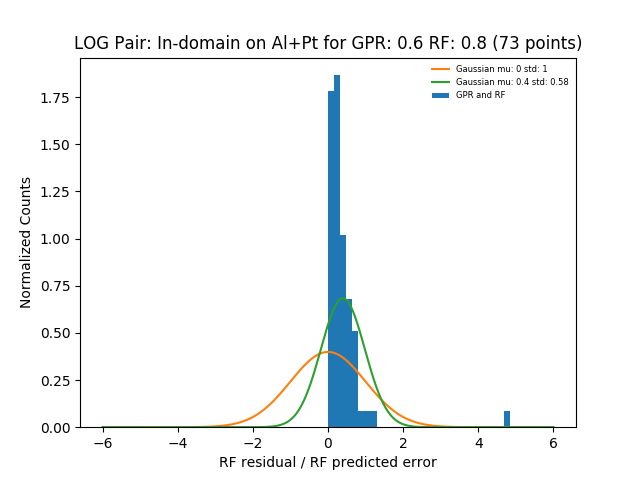 LOG Pair: In-domain on Al+Pt for GPR: 0.6 RF: 0.8 (73 points)
Gaussian mu: 0 std: 1
Gaussian mu: 0.4 std: 0.58
GPR and RF
Normalized Counts
1.75
1.50
1.25
1.00
0.75
0.50
0.25
0.00
−6 −4 −2 0 2 4 6
RF residual / RF predicted error